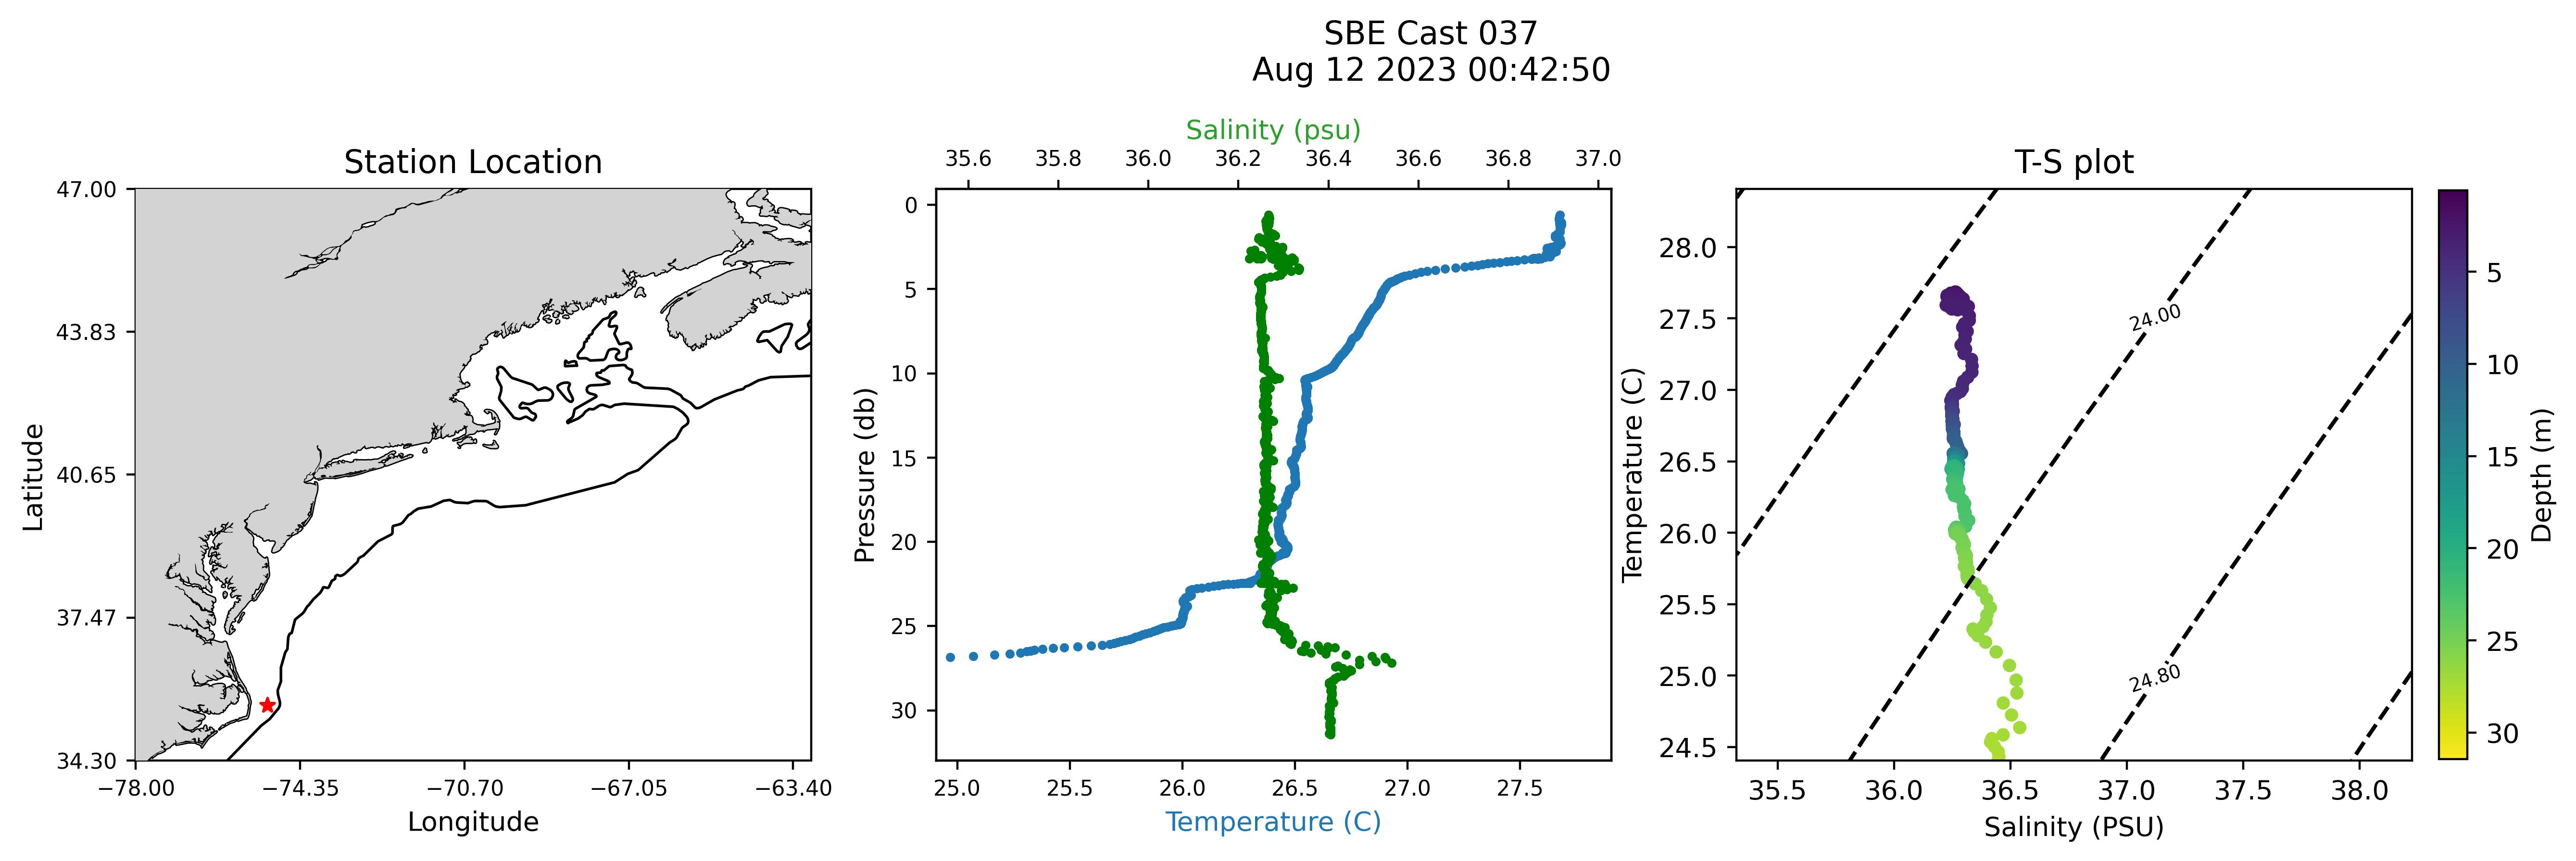 SBE Cast 037
Aug 12 2023 00:42:50
Station Location
47.00
43.83
40.65
37.47
34.30
Latitude
−78.00 −74.35 −70.70 −67.05 −63.40
Longitude
Salinity (psu)
35.6 35.8 36.0 36.2 36.4 36.6 36.8 37.0
0
5
10
15
20
25
30
Pressure (db)
25.0 25.5 26.0 26.5 27.0 27.5
Temperature (C)
T-S plot
28.0
27.5
27.0
26.5
26.0
25.5
25.0
24.5
Temperature (C)
24.00
24.80
35.5 36.0 36.5 37.0 37.5 38.0
Salinity (PSU)
5
10
15
20
25
30
Depth (m)